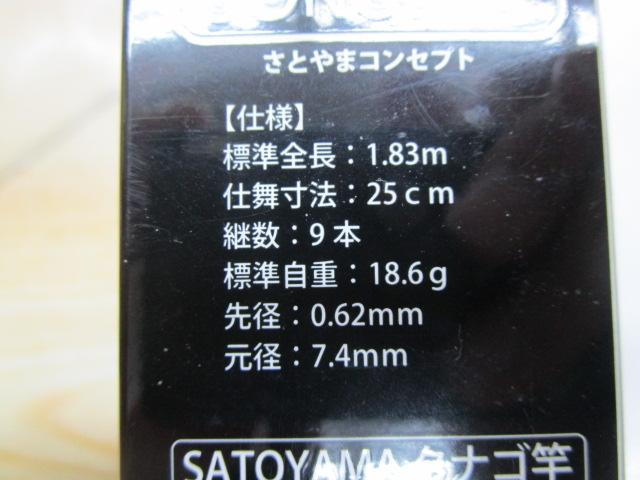 さとやまコンセプト
【仕様】
標準全長：1.83m
仕舞寸法：25ｃｍ
継数：9本
標準自重：18.6ｇ
先径：0.62mm
元径：7.4mm
SATOYAMA タナゴ竿